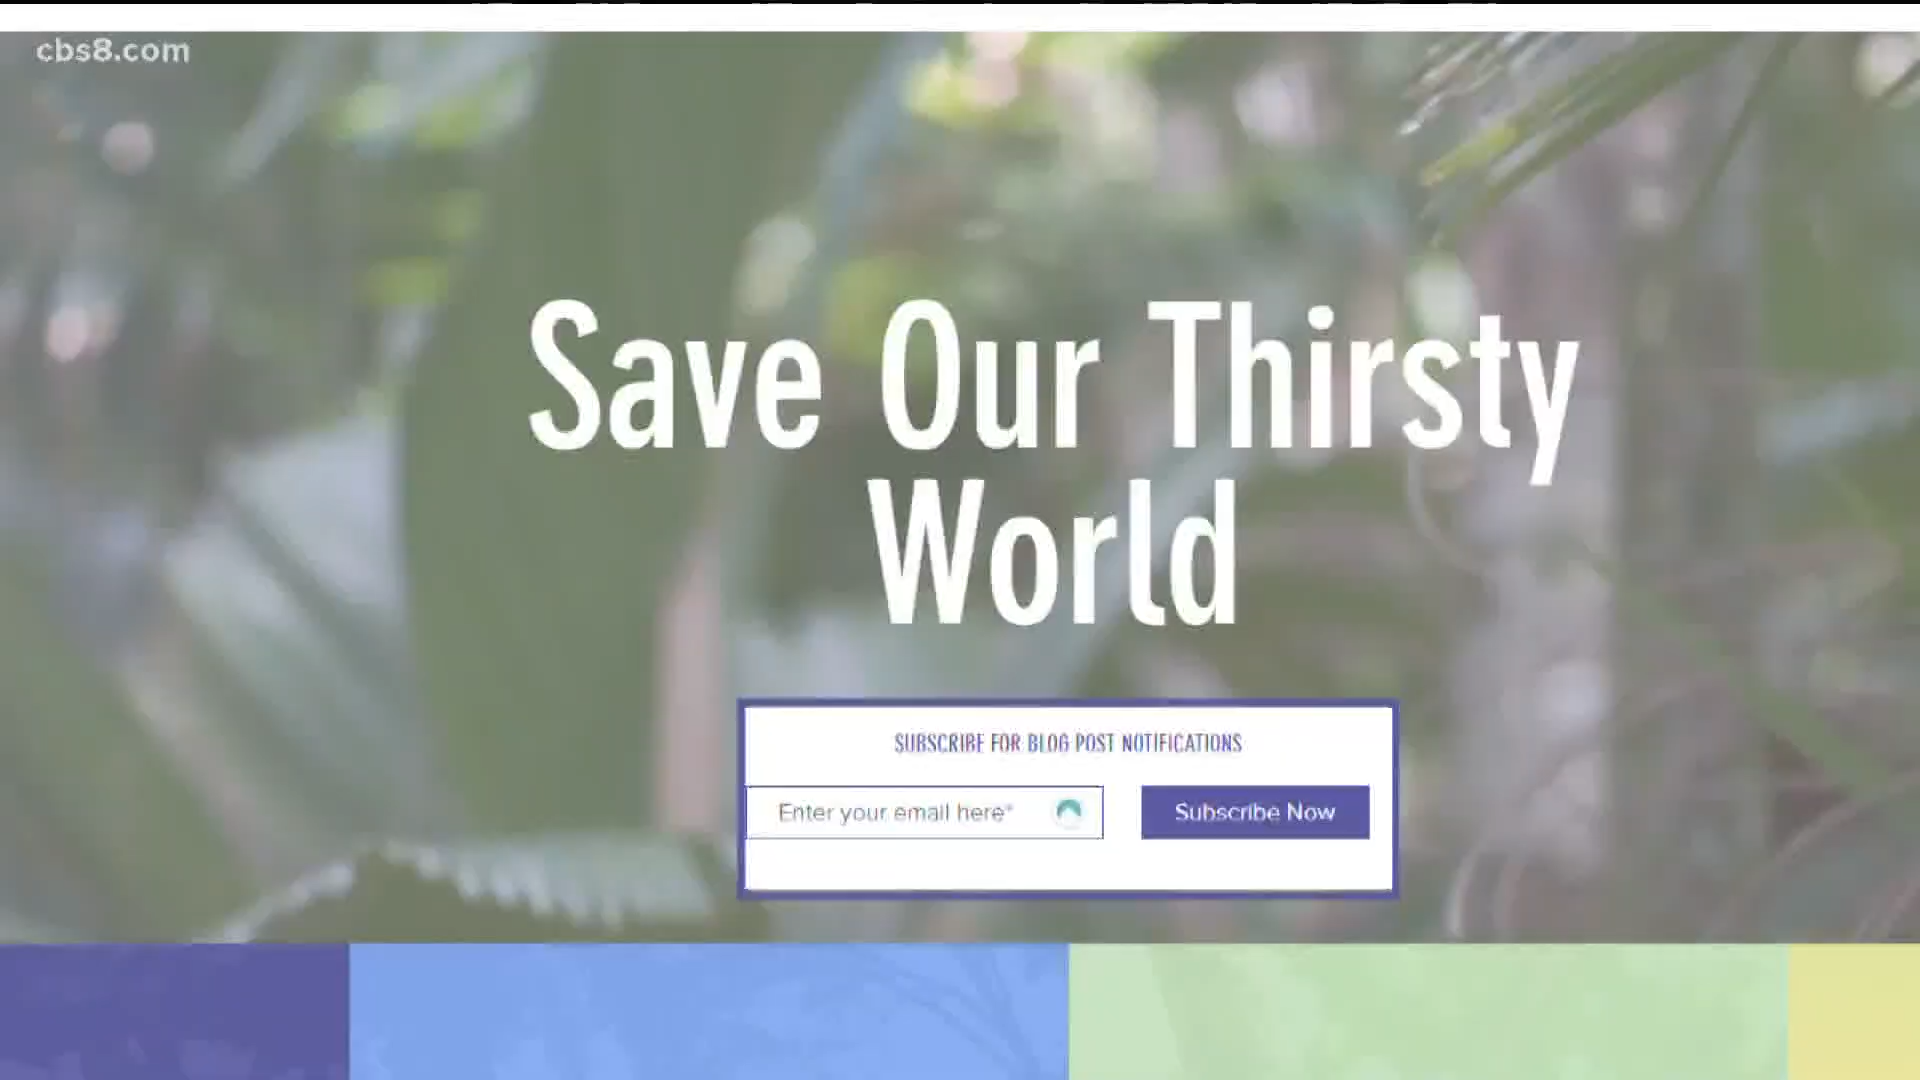 cbs8.com
Save Our Thirsty
World
SUBSCRIBE FOR BLOG POST NOTIFICATIONS
Enter your email here*
Subscribe Now